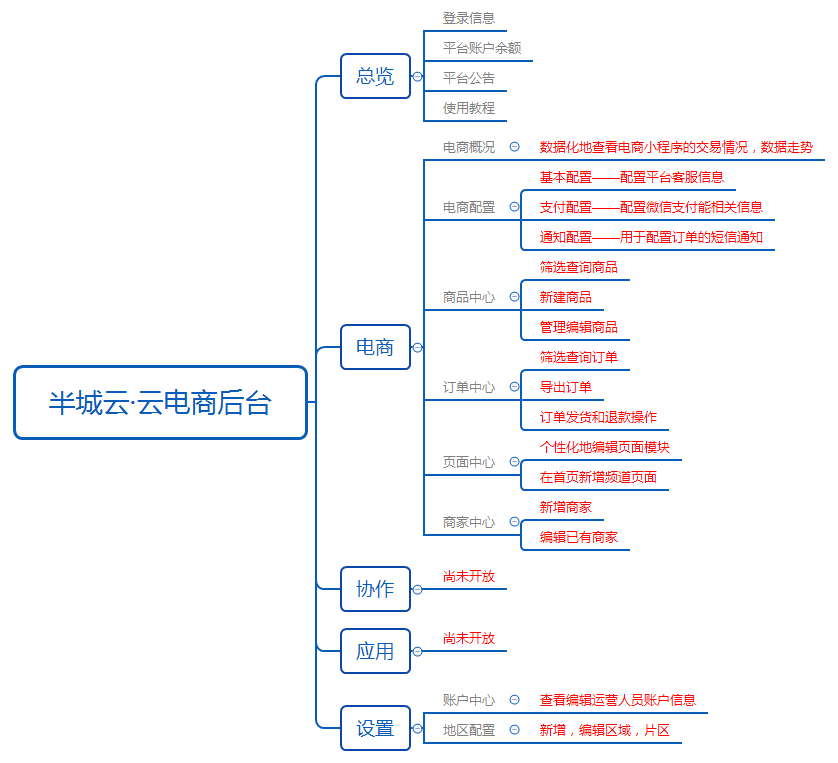 半城云·云电商后台
总览
登录信息
平台账户余额
平台公告
使用教程
电商
电商概况
数据化地查看电商小程序的交易情况，数据走势
电商配置
基本配置——配置平台客服信息
支付配置——配置微信支付能相关信息
通知配置——用于配置订单的短信通知
商品中心
筛选查询商品
新建商品
管理编辑商品
订单中心
筛选查询订单
导出订单
订单发货和退款操作
页面中心
个性化地编辑页面模块
在首页新增频道页面
商家中心
新增商家
编辑已有商家
协作
尚未开放
应用
尚未开放
设置
账户中心
查看编辑运营人员账户信息
地区配置
新增，编辑区域，片区